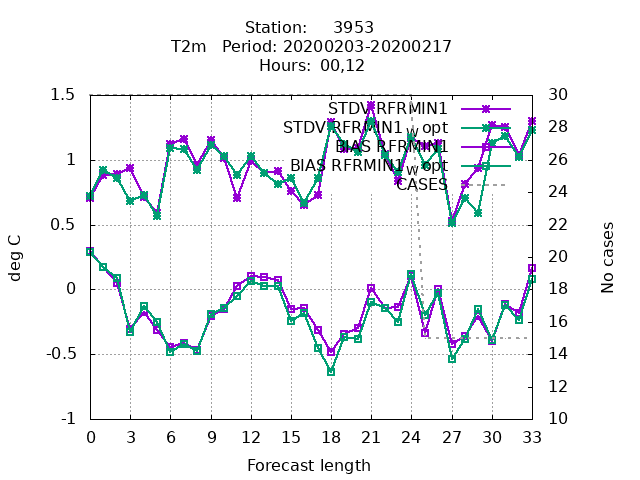 Station: 3953
T2m Period: 20200203-20200217
Hours: 00,12
STDV RFRMIN1
STDV RFRMIN1_w_opt
BIAS RFRMIN1
BIAS RFRMIN1_w_opt
CASES
1.5
1
0.5
0
-0.5
-1
deg C
30
28
26
24
22
20
18
16
14
12
10
No cases
0 3 6 9 12 15 18 21 24 27 30 33
Forecast length